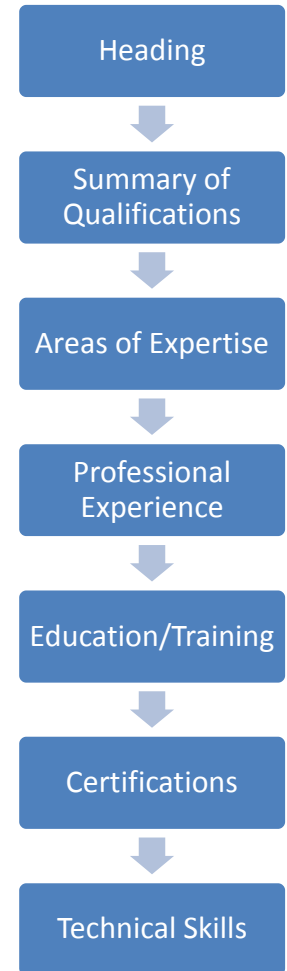 Heading
Summary of
Qualifications
Areas of Expertise
Professional
Experience
Education/Training
Certifications
Technical Skills